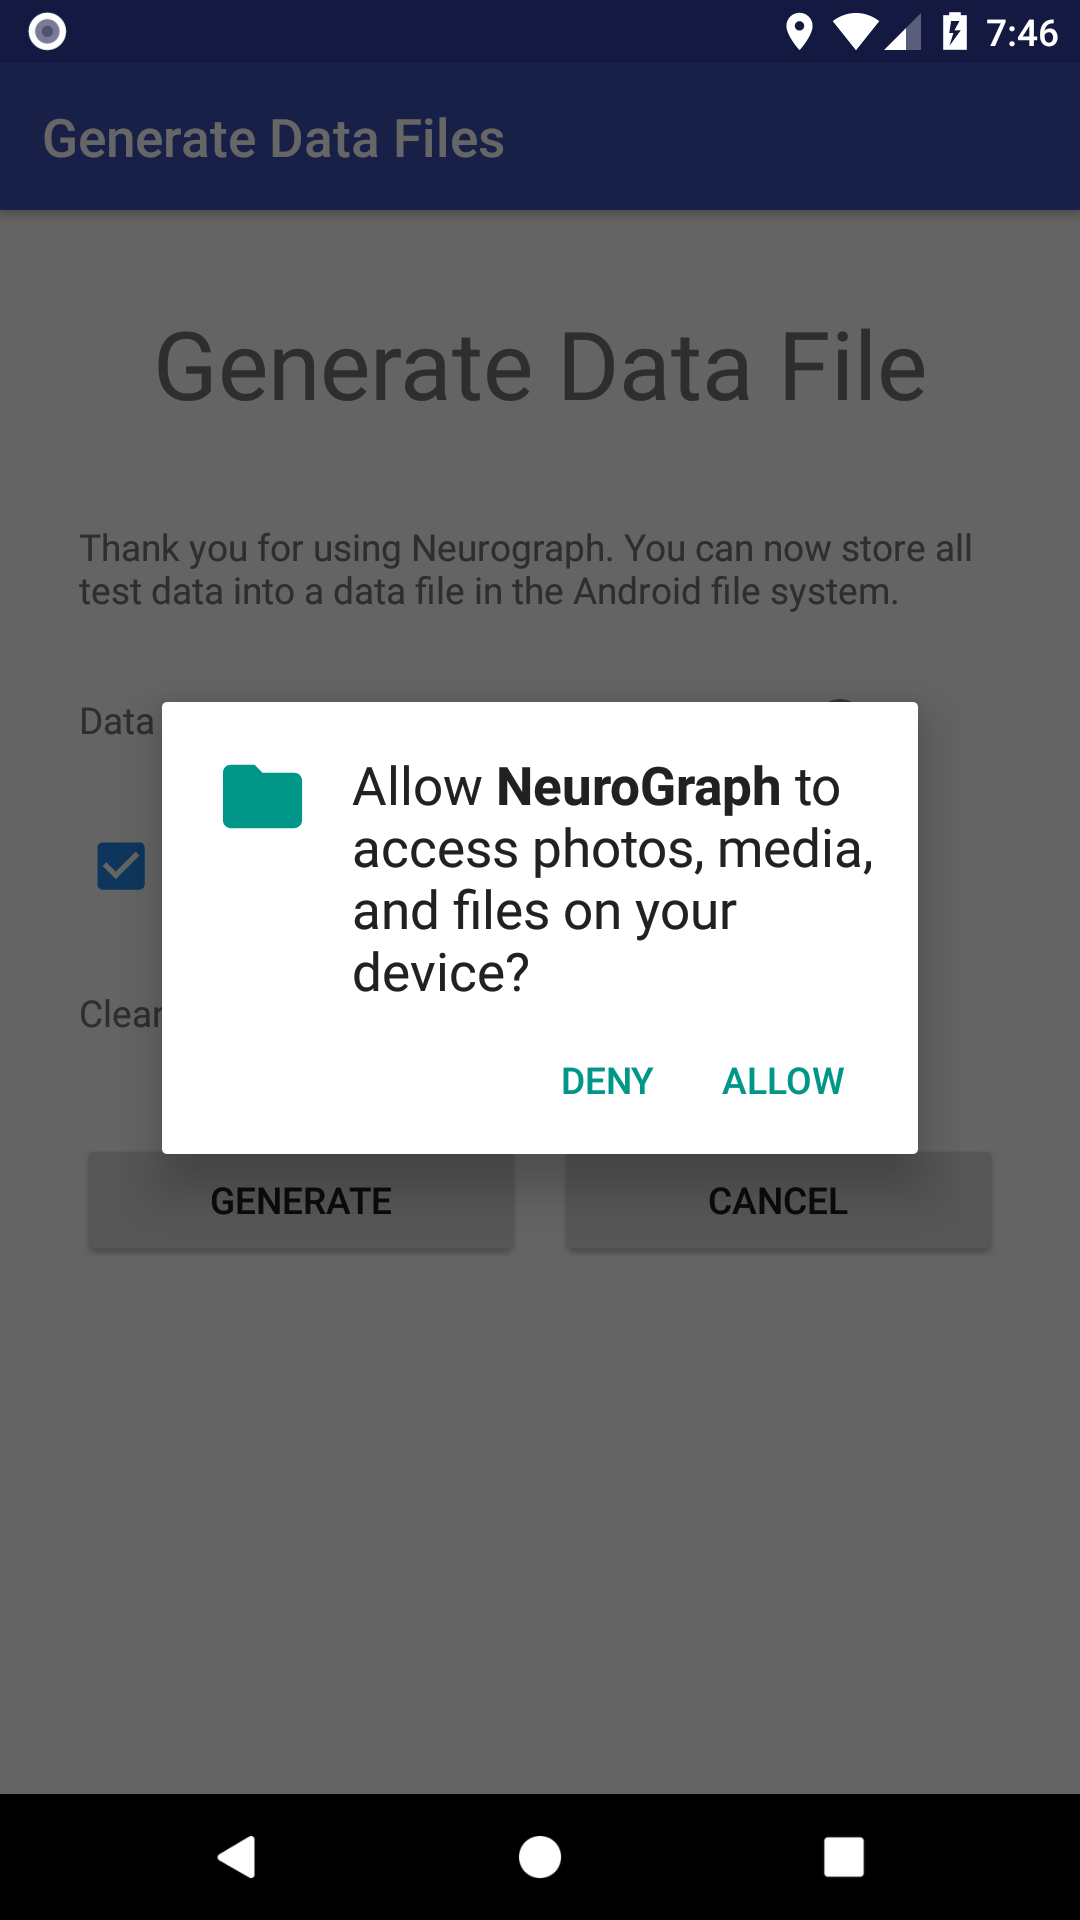 7:46
Generate Data Files
Generate Data File
Thank you for using Neurograph. You can now store all
test data into a data file in the Android file system.
Data
Allow NeuroGraph to
access photos, media,
and files on your
device?
Clear
DENY ALLOW
GENERATE CANCEL